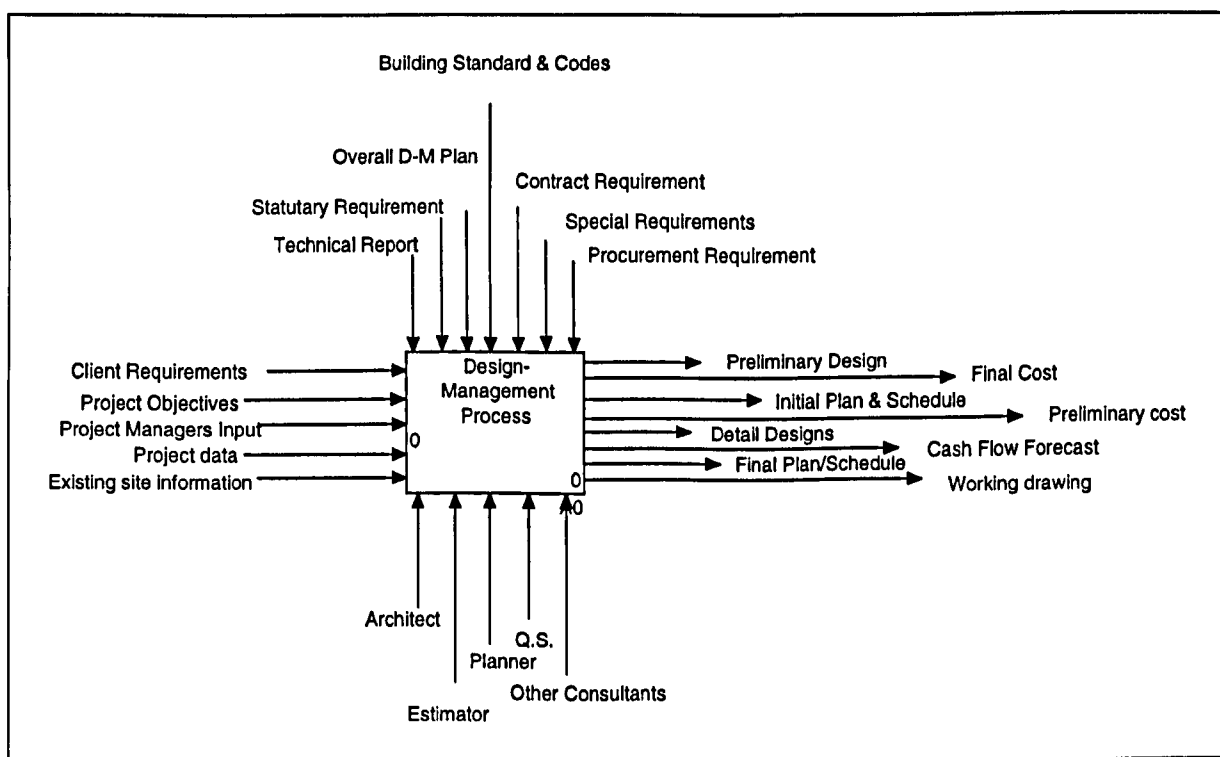 Building Standard & Codes
Overall D-M Plan
Contract Requirement
Statutary Requirement
Special Requirements
Technical Report
Procurement Requirement
Client Requirements
Project Objectives
Project Managers Input
Project data
Existing site information
Design-
Management
Process
0
0
A0
Preliminary Design
Final Cost
Initial Plan & Schedule
Preliminary cost
Detail Designs
Cash Flow Forecast
Final Plan/Schedule
Working drawing
Architect
Q.S.
Planner
Other Consultants
Estimator